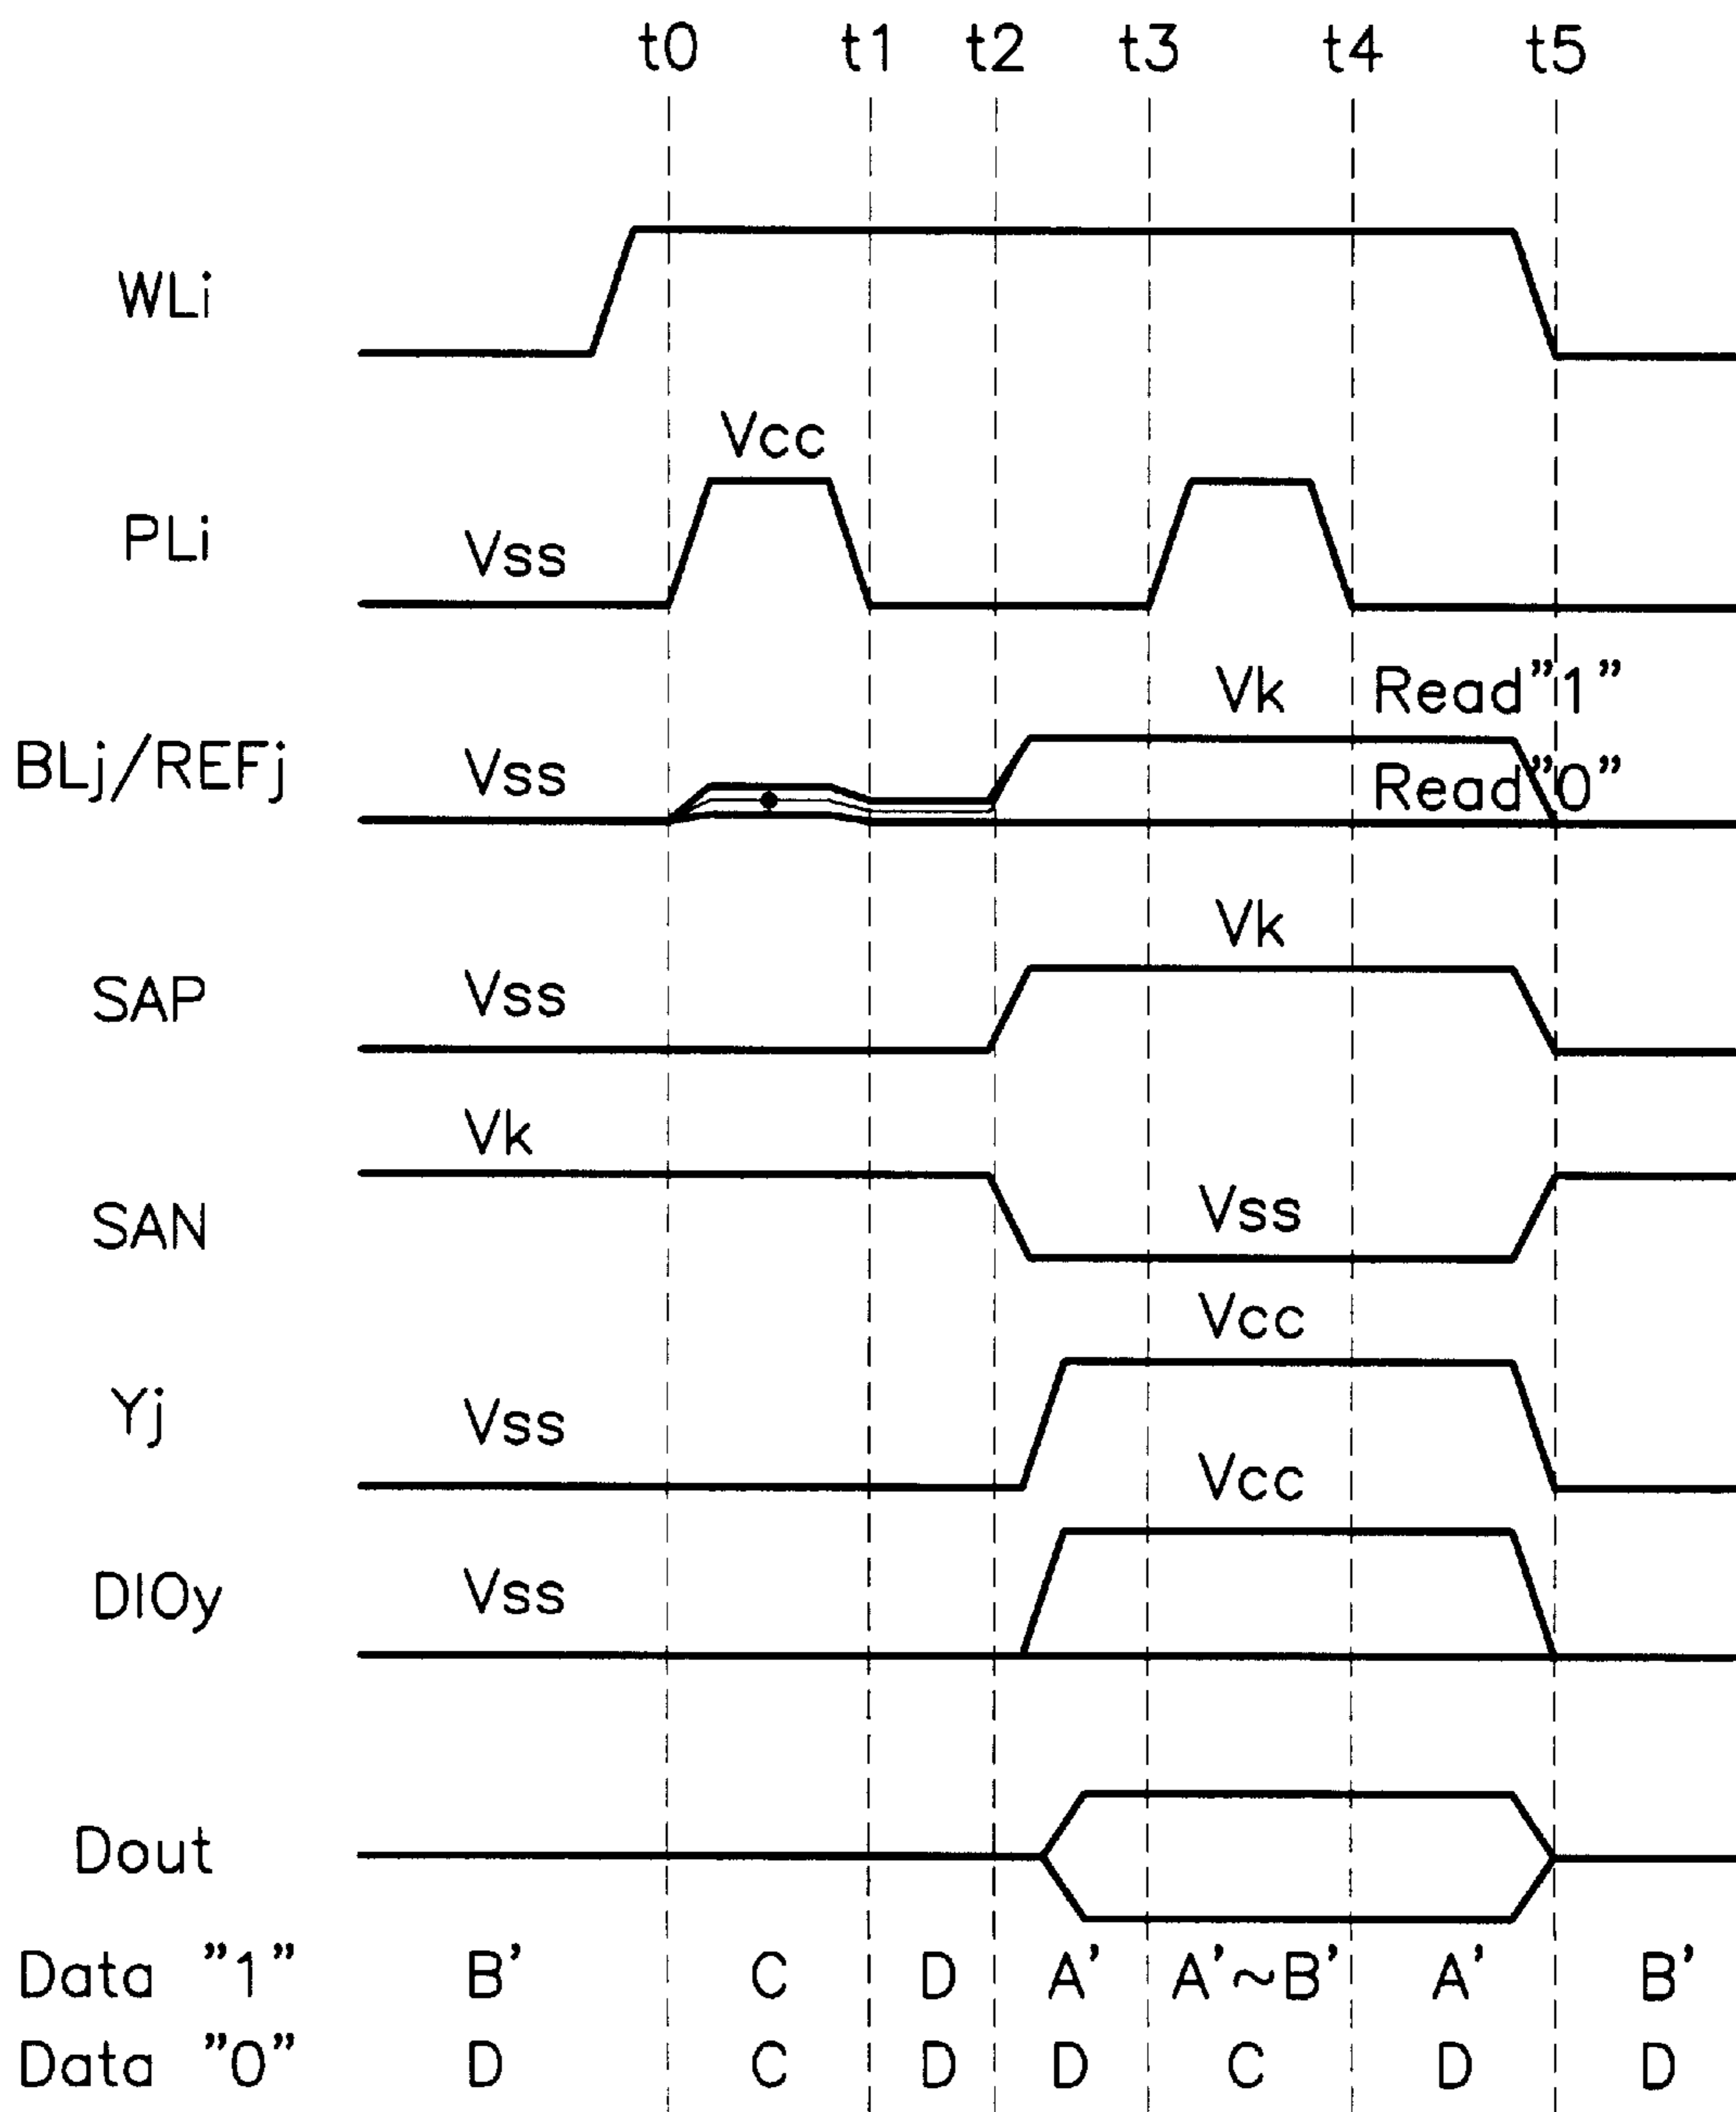 t0 t1 t2 t3 t4 t5
WLi
Vcc
PLi Vss
Vk Read"1"
BLj/REFj Vss Read"0"
Vk
SAP Vss
Vk
SAN Vss
Vcc
Yj Vss
Vcc
DIOy Vss
Dout
Data "1" B' C D A' A'~B' A' B'
Data "0" D C D D C D D